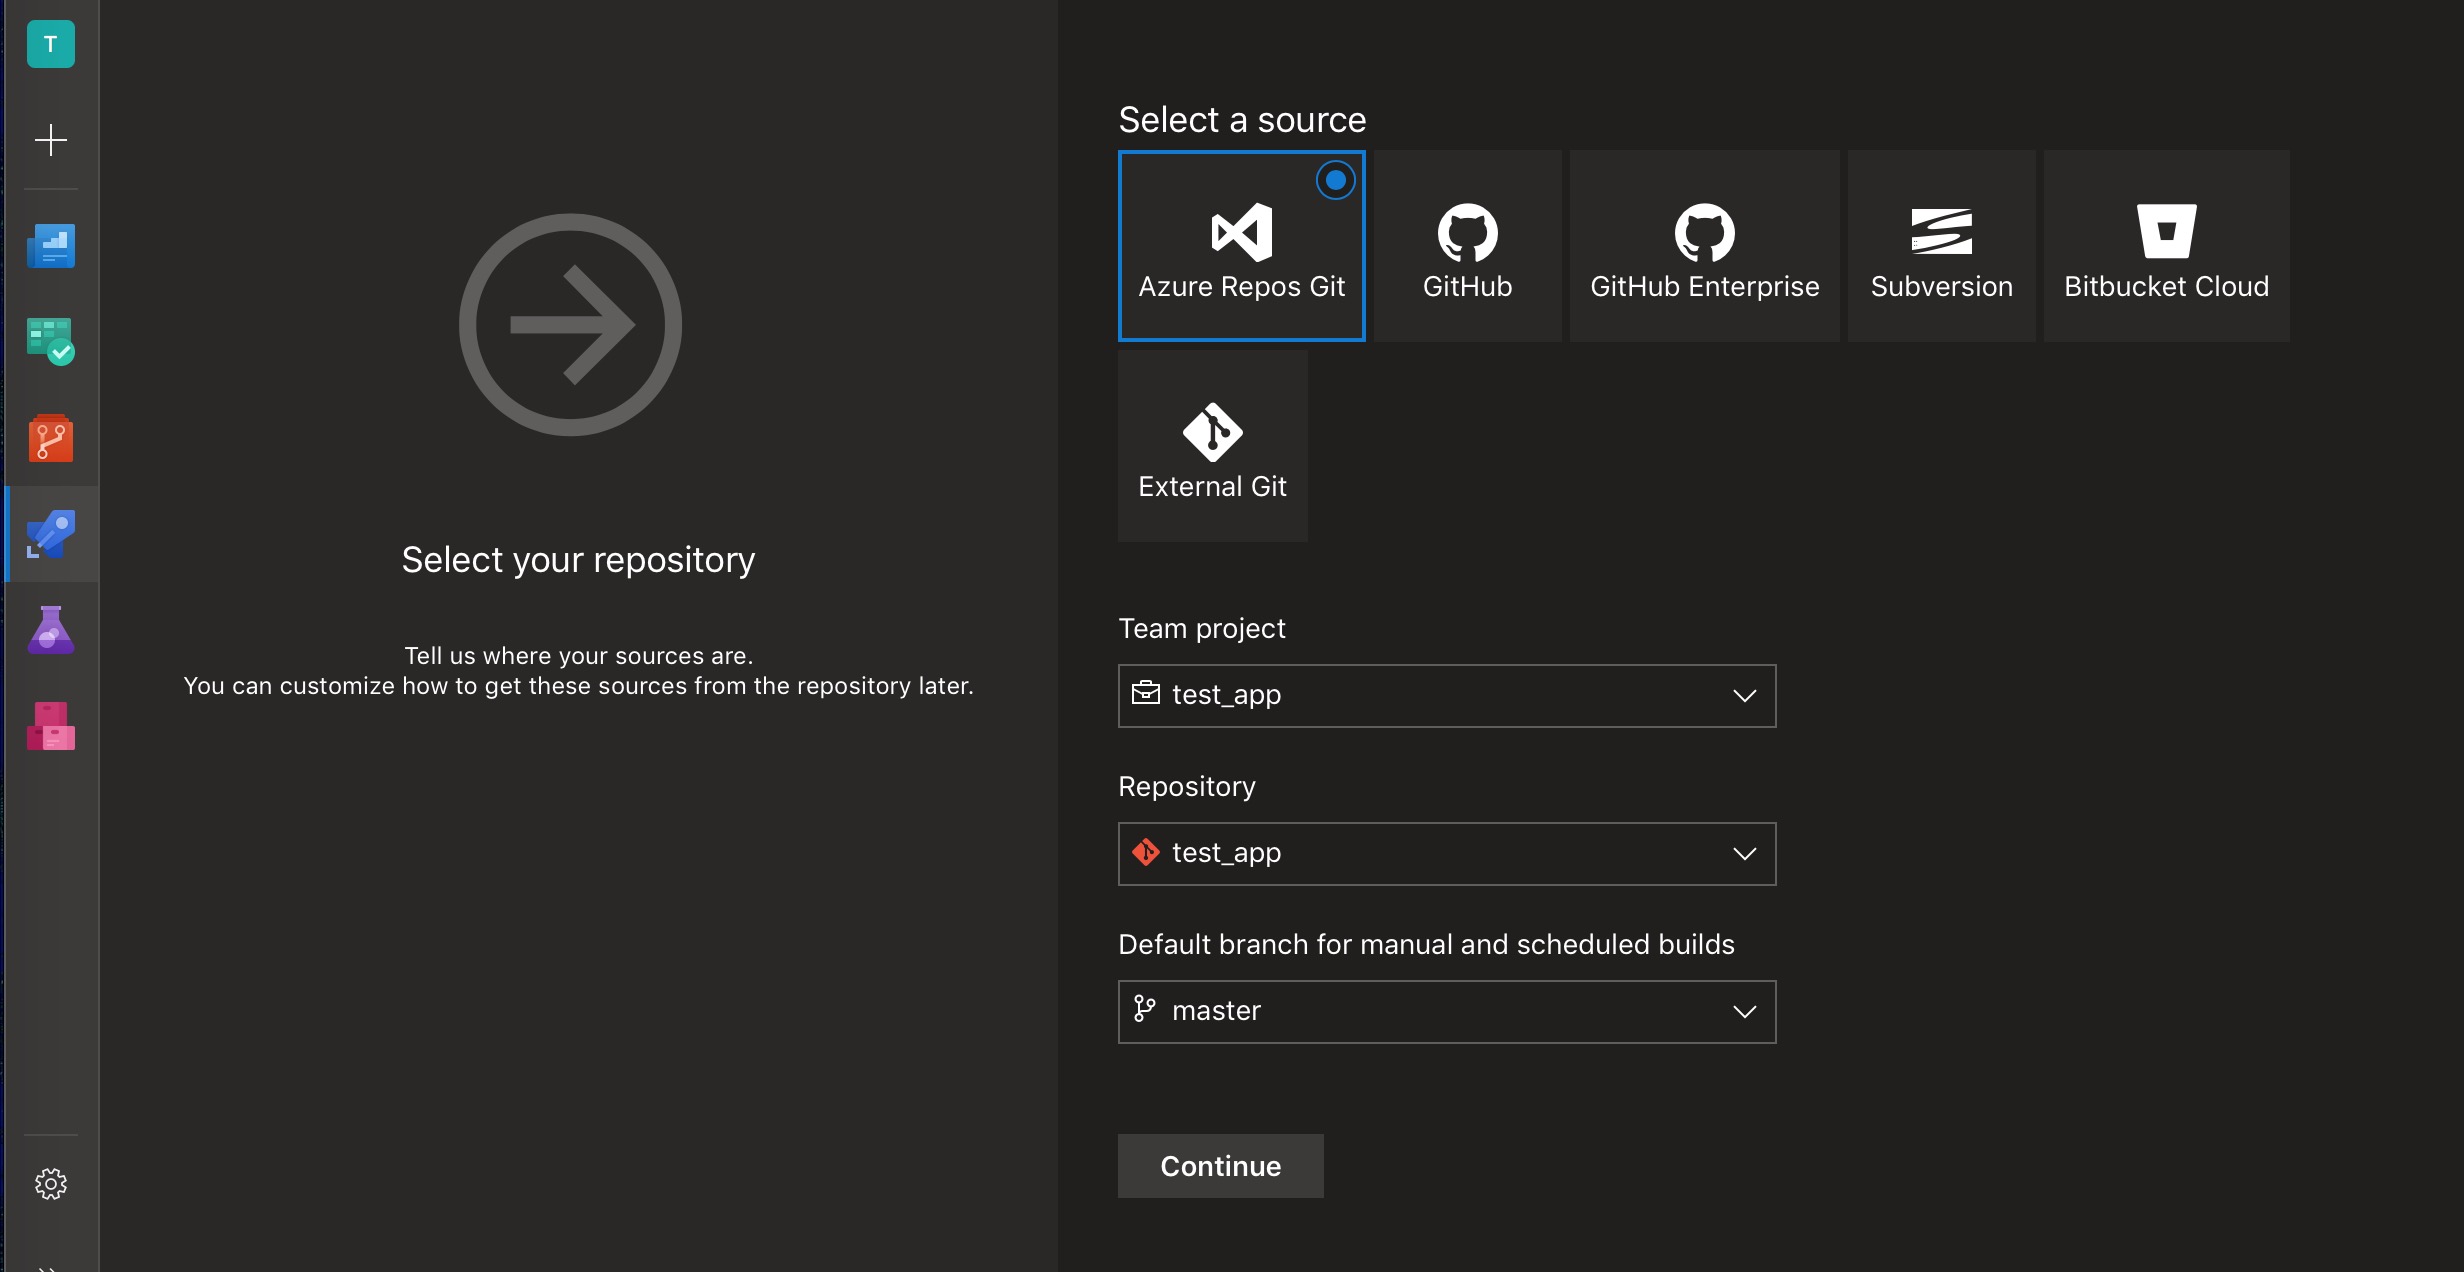 T
Select your repository
Tell us where your sources are.
You can customize how to get these sources from the repository later.
Select a source
Azure Repos Git
GitHub
GitHub Enterprise
Subversion
Bitbucket Cloud
External Git
Team project
test_app
Repository
test_app
Default branch for manual and scheduled builds
master
Continue